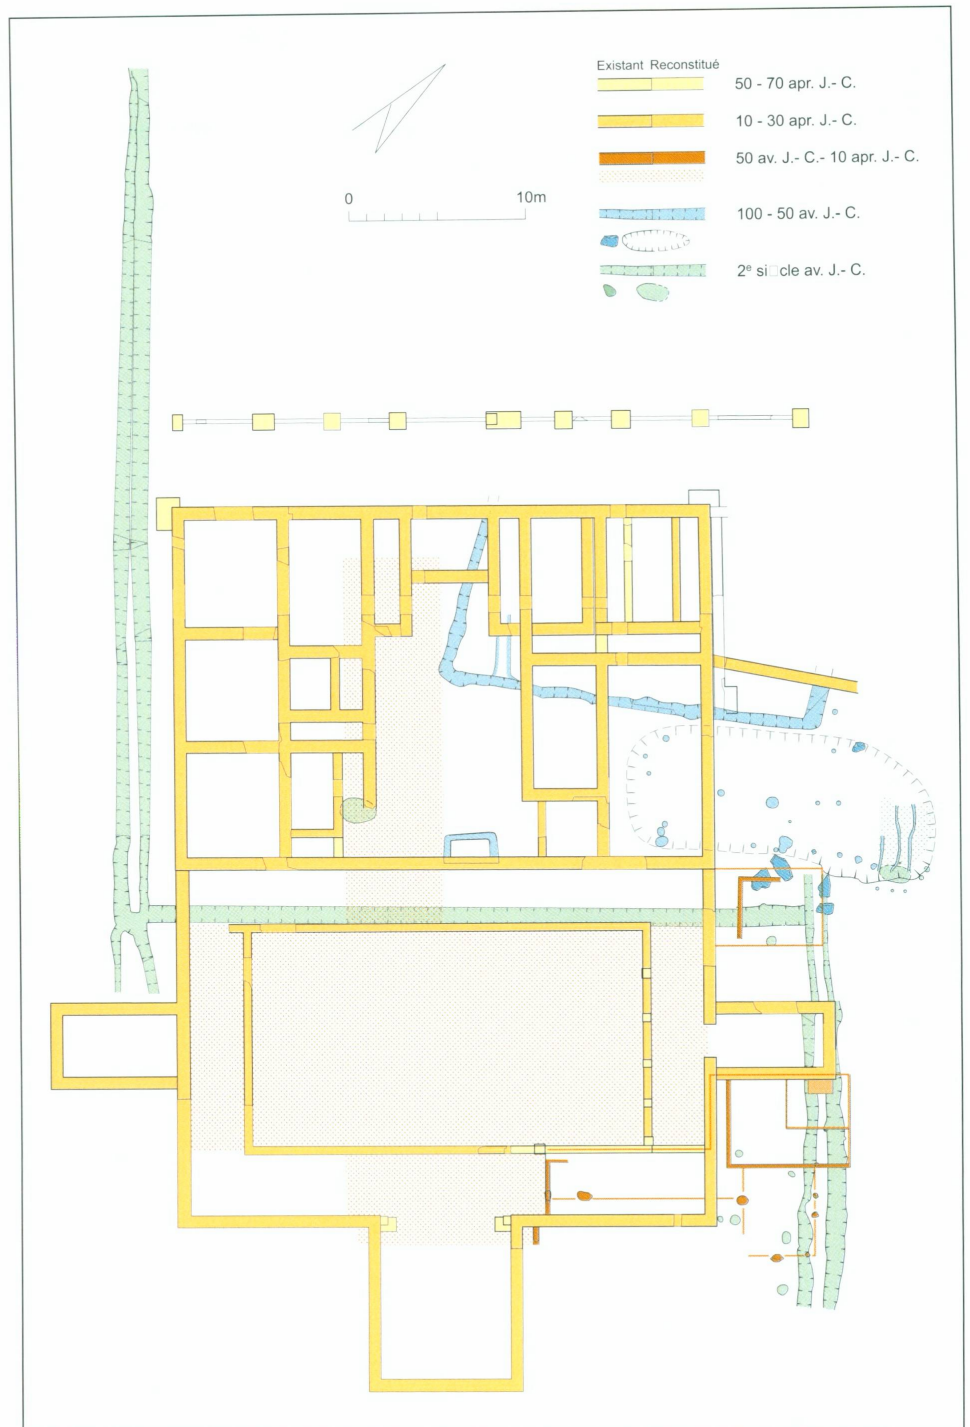 Existant Reconstitué
50 - 70 apr. J.- C.
10 - 30 apr. J.- C.
50 av. J.- C.- 10 apr. J.- C.
0 10m
100 - 50 av. J.- C.
2e si□cle av. J.- C.